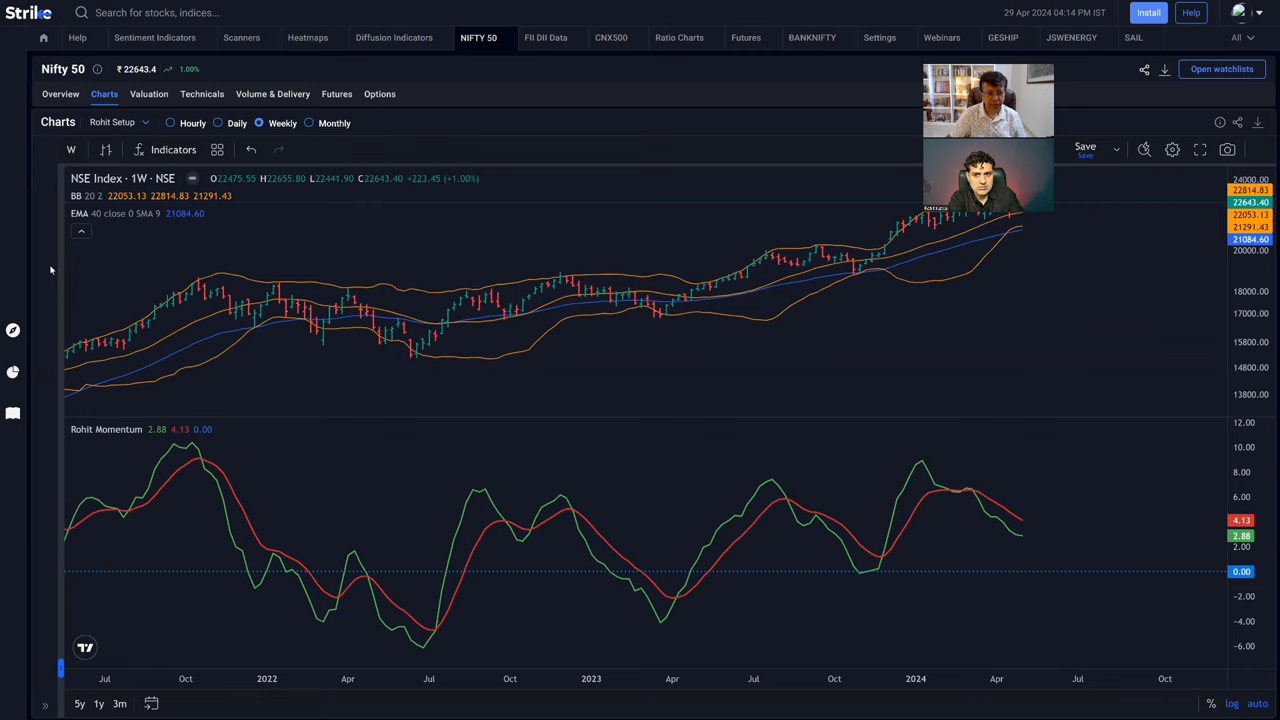 Strike
Search for stocks, indices...
29 Apr 2024 04:14 PM IST
Install
Help
Help
Sentiment Indicators
Scanners
Heatmaps
Diffusion Indicators
NIFTY 50
FII DII Data
CNX500
Ratio Charts
Futures
BANKNIFTY
Settings
Webinars
GESHIP
JSWENERGY
SAIL
All
Nifty 50
₹ 22643.4
1.00%
Open watchlists
Overview
Charts
Valuation
Technicals
Volume & Delivery
Futures
Options
Charts
Rohit Setup
Hourly
Daily
Weekly
Monthly
W
Indicators
Save
Save
NSE Index · 1W · NSE
O22475.55 H22655.80 L22441.90 C22643.40 +223.45 (+1.00%)
BB 20 2 22053.13 22814.83 21291.43
EMA 40 close 0 SMA 9 21084.60
24000.00
22814.83
22643.40
22053.13
21291.43
21084.60
20000.00
18000.00
17000.00
15800.00
14800.00
13800.00
Rohit Momentum 2.88 4.13 0.00
12.00
10.00
8.00
6.00
4.13
2.88
2.00
0.00
−2.00
−4.00
−6.00
Jul
Oct
2022
Apr
Jul
Oct
2023
Apr
Jul
Oct
2024
Apr
Jul
Oct
5y
1y
3m
%
log
auto